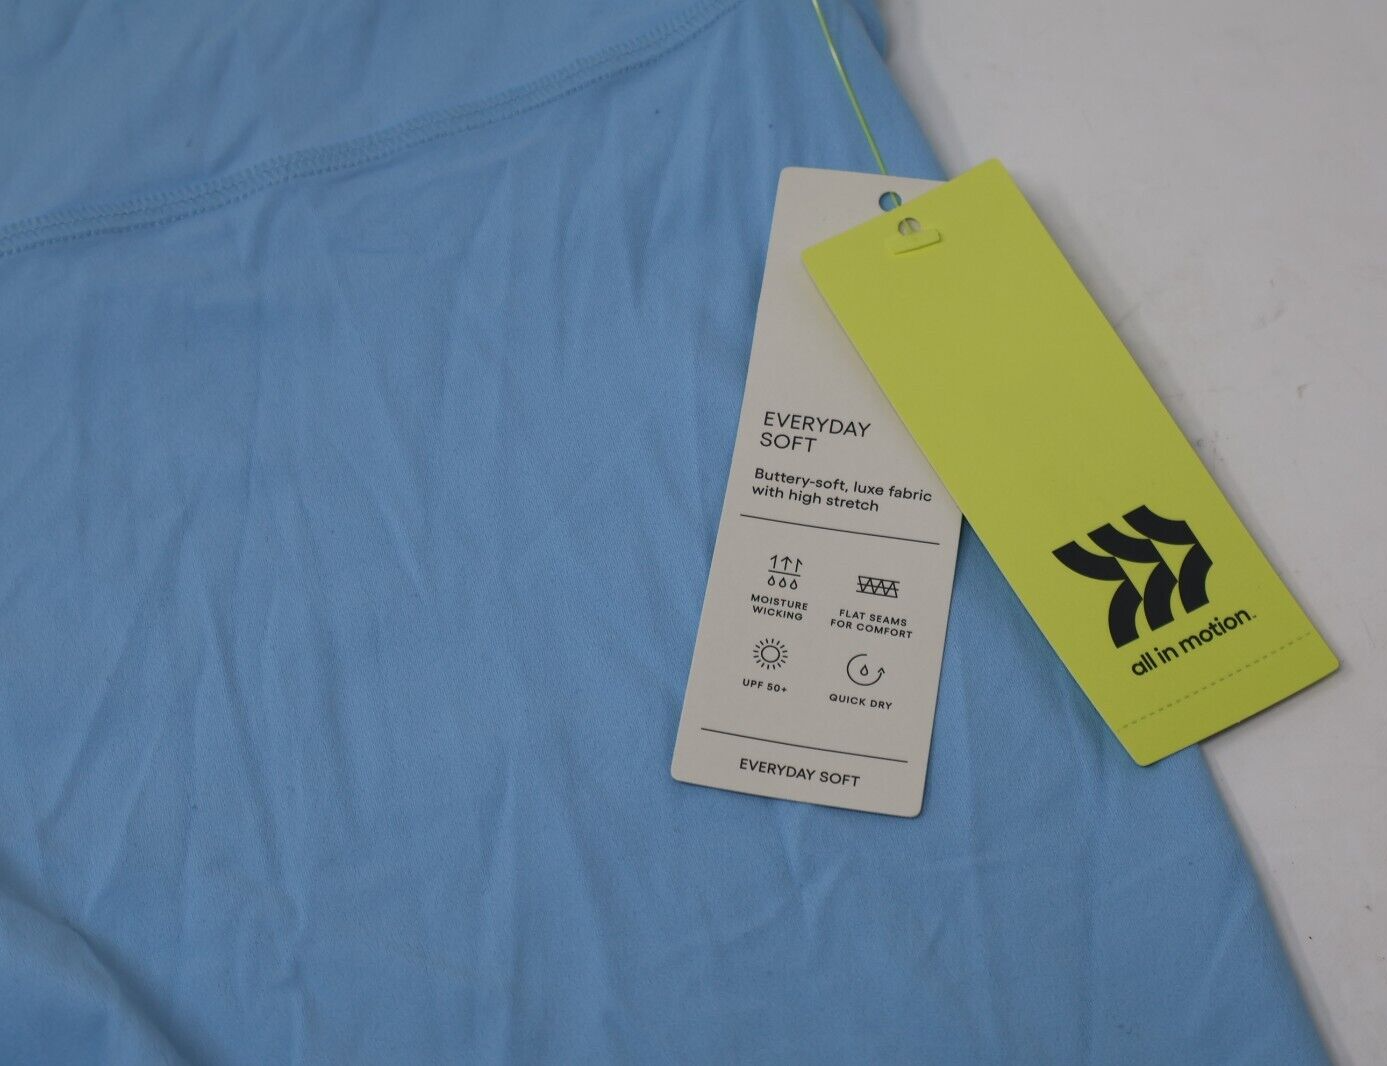 EVERYDAY
SOFT
Buttery-soft, luxe fabric
with high stretch
MOISTURE
WICKING
FLAT SEAMS
FOR COMFORT
UPF 50+
QUICK DRY
EVERYDAY SOFT
all in motion™